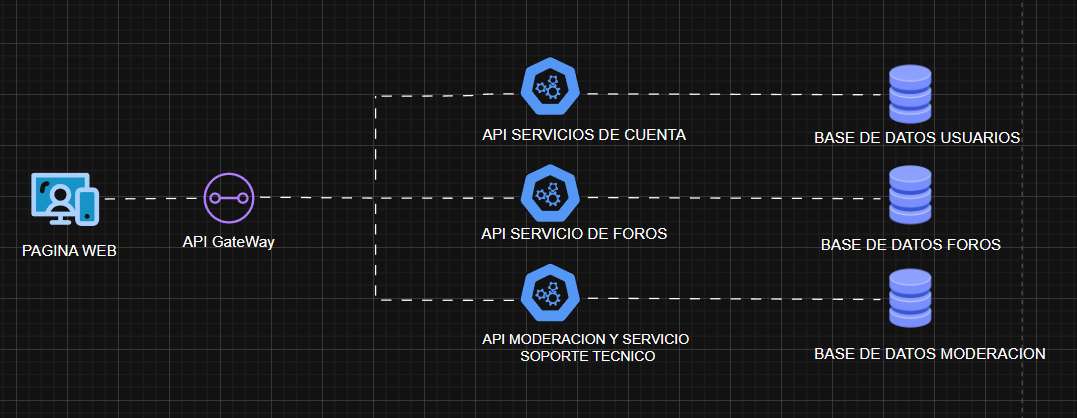 API SERVICIOS DE CUENTA
BASE DE DATOS USUARIOS
PAGINA WEB
API GateWay
API SERVICIO DE FOROS
BASE DE DATOS FOROS
API MODERACION Y SERVICIO
SOPORTE TECNICO
BASE DE DATOS MODERACION